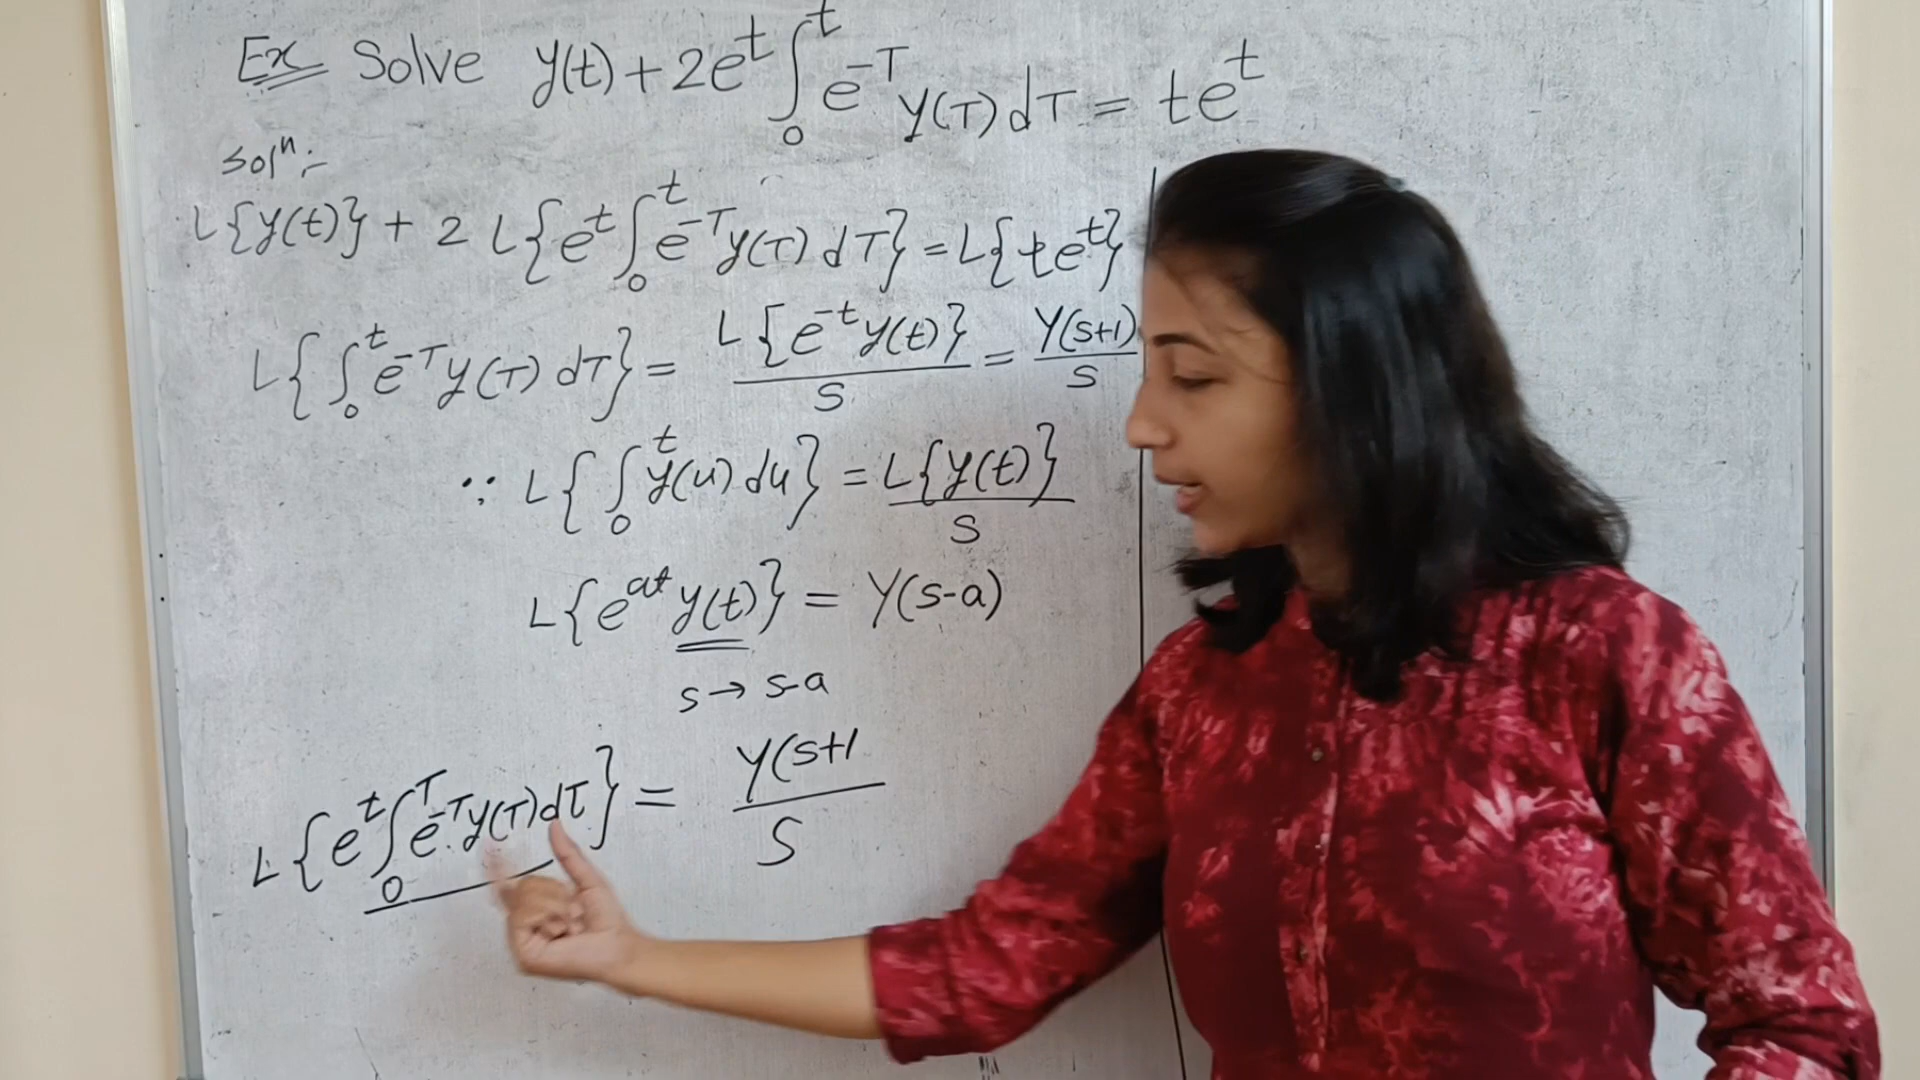 Ex Solve y(t) + 2e^t ∫_0^t e^-T y(T) dT = te^t
Solⁿ :-
L{y(t)} + 2 L{e^t ∫_0^t e^-T y(T) dT} = L{te^t}
L{∫_0^t e^-T y(T) dT} = L{e^-t y(t)}/S = Y(s+1)/S
∵ L{∫_0^t y(u) du} = L{y(t)}/S
L{e^at y(t)} = Y(s-a)
s → s-a
L{e^t ∫_0^T e^-T y(T) dT} = Y(s+1/S